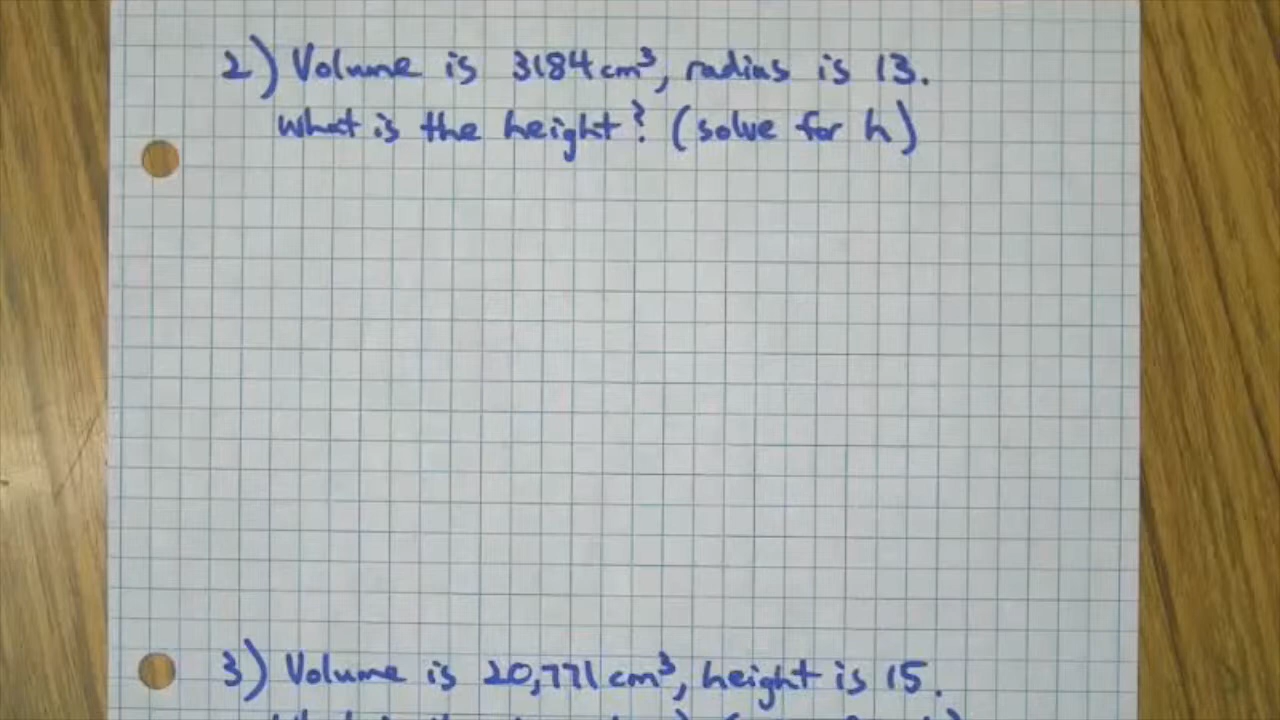 2) Volume is 3184 cm³, radius is 13.
What is the height? (solve for h)
3) Volume is 20,771 cm³, height is 15.